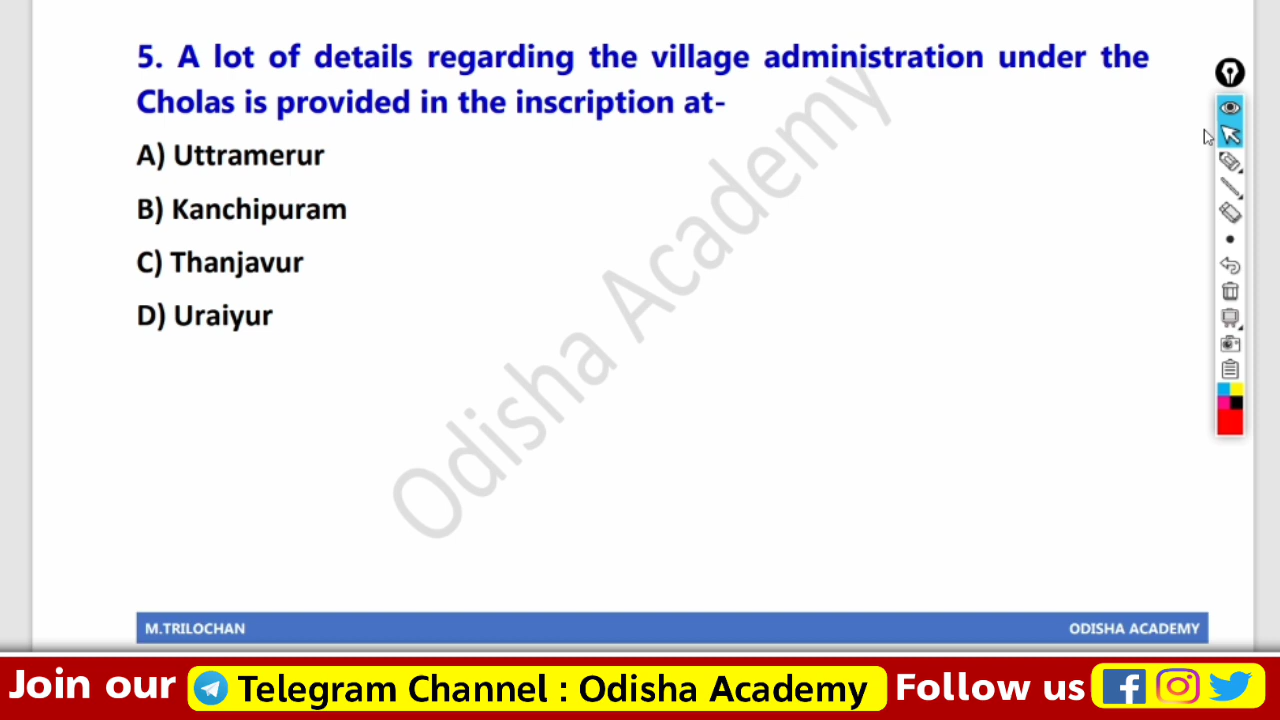 5. A lot of details regarding the village administration under the
Cholas is provided in the inscription at-
A) Uttramerur
B) Kanchipuram
C) Thanjavur
D) Uraiyur
Odisha Academy
M.TRILOCHAN
ODISHA ACADEMY
Join our Telegram Channel : Odisha Academy Follow us